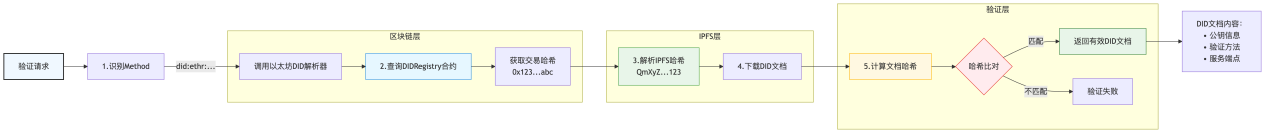 验证请求
1.识别Method
did:ethr:...
区块链层
调用以太坊DID解析器
2.查询DIDRegistry合约
获取交易哈希
0x123...abc
IPFS层
3.解析IPFS哈希
QmXyZ...123
4.下载DID文档
验证层
5.计算文档哈希
哈希比对
匹配
不匹配
返回有效DID文档
验证失败
DID文档内容:
• 公钥信息
• 验证方法
• 服务端点